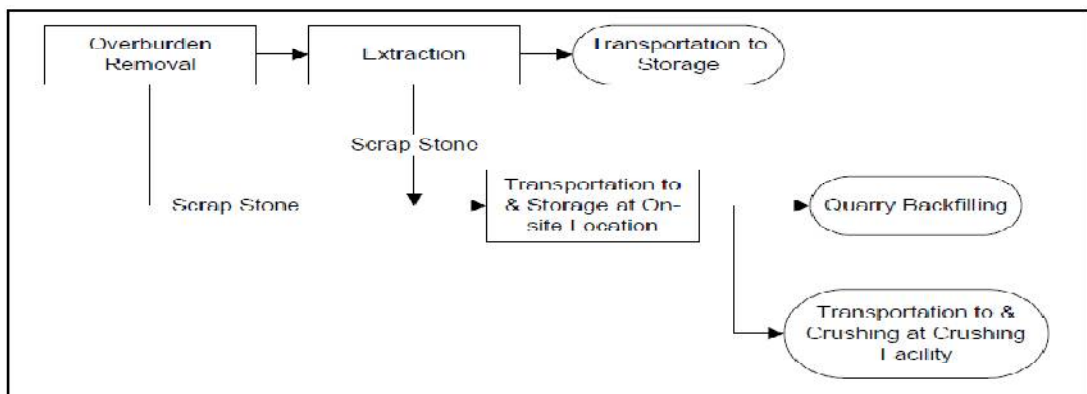 Overburden
Removal
Extraction
Transportation to
Storage
Scrap Stone
Scrap Stone
Transportation to
& Storage at On-
site Location
Quarry Backfilling
Transportation to &
Crushing at Crushing
Facility